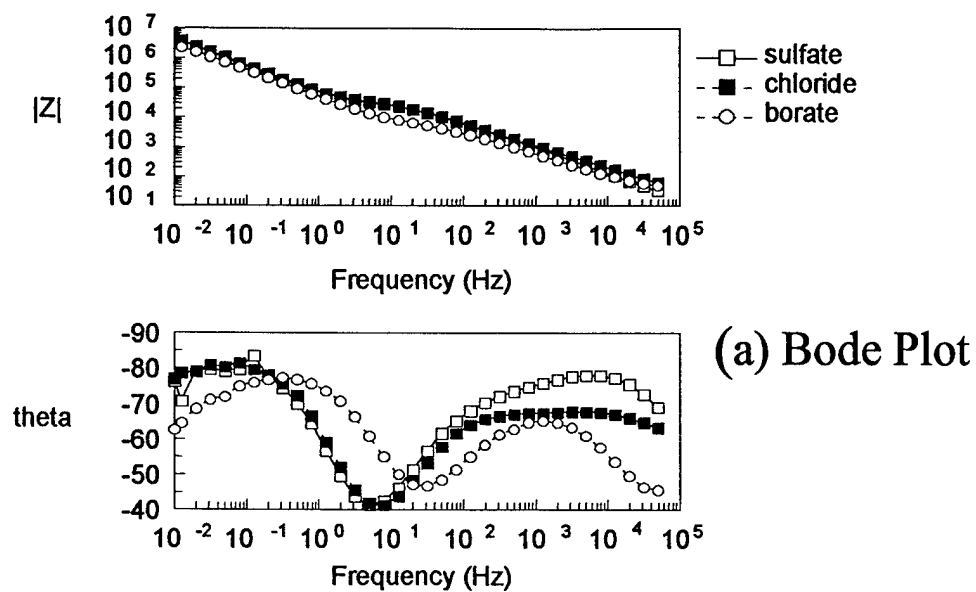 10 7
10 6
10 5
10 4
10 3
10 2
10 1
|Z|
10 -2 10 -1 10 0 10 1 10 2 10 3 10 4 10 5
Frequency (Hz)
sulfate
chloride
borate
-90
-80
-70
-60
-50
-40
theta
10 -2 10 -1 10 0 10 1 10 2 10 3 10 4 10 5
Frequency (Hz)
(a) Bode Plot